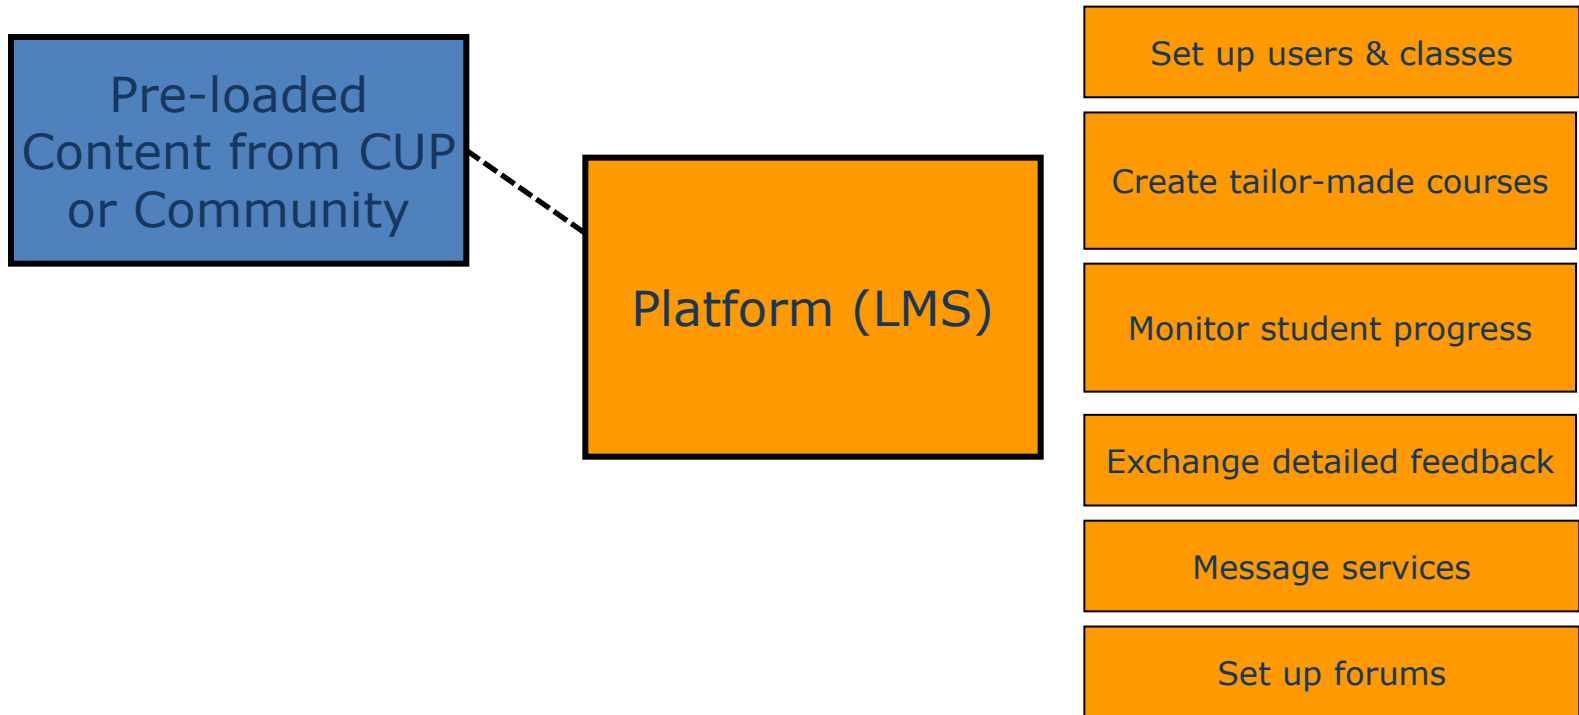 Pre-loaded
Content from CUP
or Community
Platform (LMS)
Set up users & classes
Create tailor-made courses
Monitor student progress
Exchange detailed feedback
Message services
Set up forums